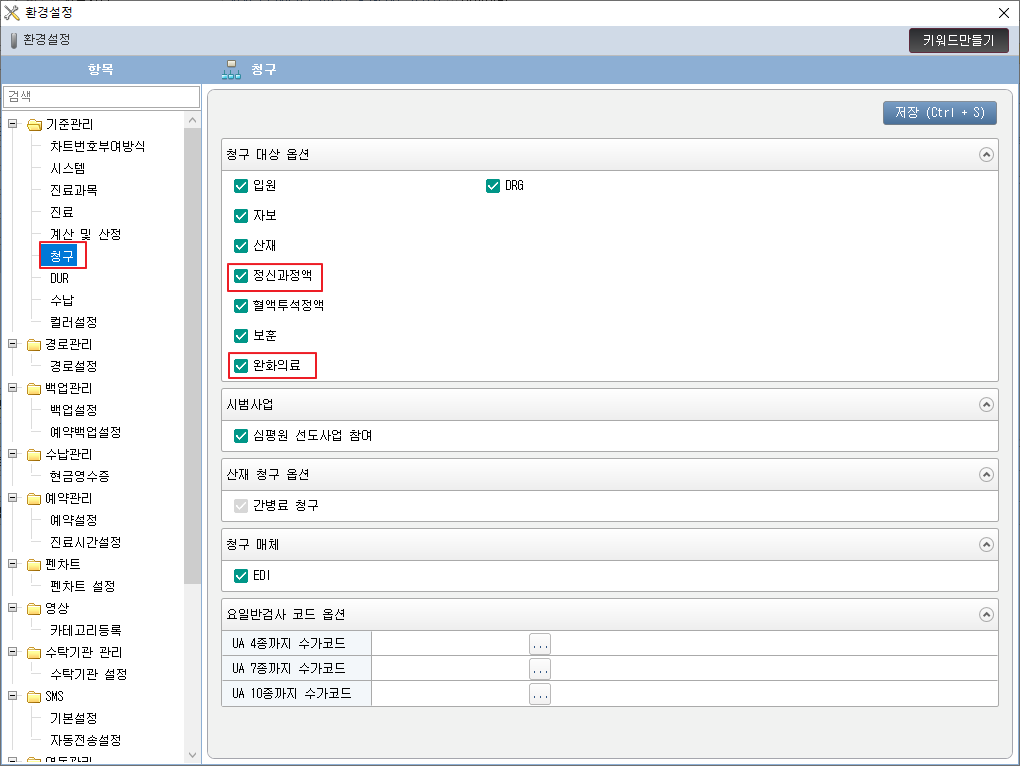 환경설정
환경설정
키워드만들기
항목
청구
검색
저장 (Ctrl + S)
기준관리
차트번호부여방식
시스템
진료과목
진료
계산 및 산정
청구
DUR
수납
컬러설정
경로관리
경로설정
백업관리
백업설정
예약백업설정
수납관리
현금영수증
예약관리
예약설정
진료시간설정
펜차트
펜차트 설정
영상
카테고리등록
수탁기관 관리
수탁기관 설정
SMS
기본설정
자동전송설정
연동관리
청구 대상 옵션
입원
DRG
자보
산재
정신과정액
혈액투석정액
보훈
완화의료
시범사업
심평원 선도사업 참여
산재 청구 옵션
간병료 청구
청구 매체
EDI
요일반검사 코드 옵션
UA 4종까지 수가코드
...
UA 7종까지 수가코드
...
UA 10종까지 수가코드
...